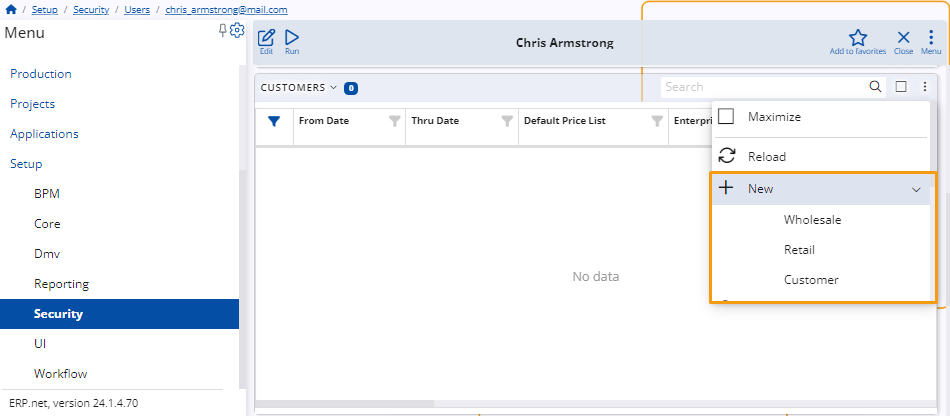 / Setup / Security / Users / chris_armstrong@mail.com
Menu
Production
Projects
Applications
Setup
BPM
Core
Dmv
Reporting
Security
UI
Workflow
ERP.net, version 24.1.4.70
Edit
Run
Chris Armstrong
Add to favorites
Close
Menu
CUSTOMERS 0
Search
From Date
Thru Date
Default Price List
No data
Maximize
Reload
New
Wholesale
Retail
Customer